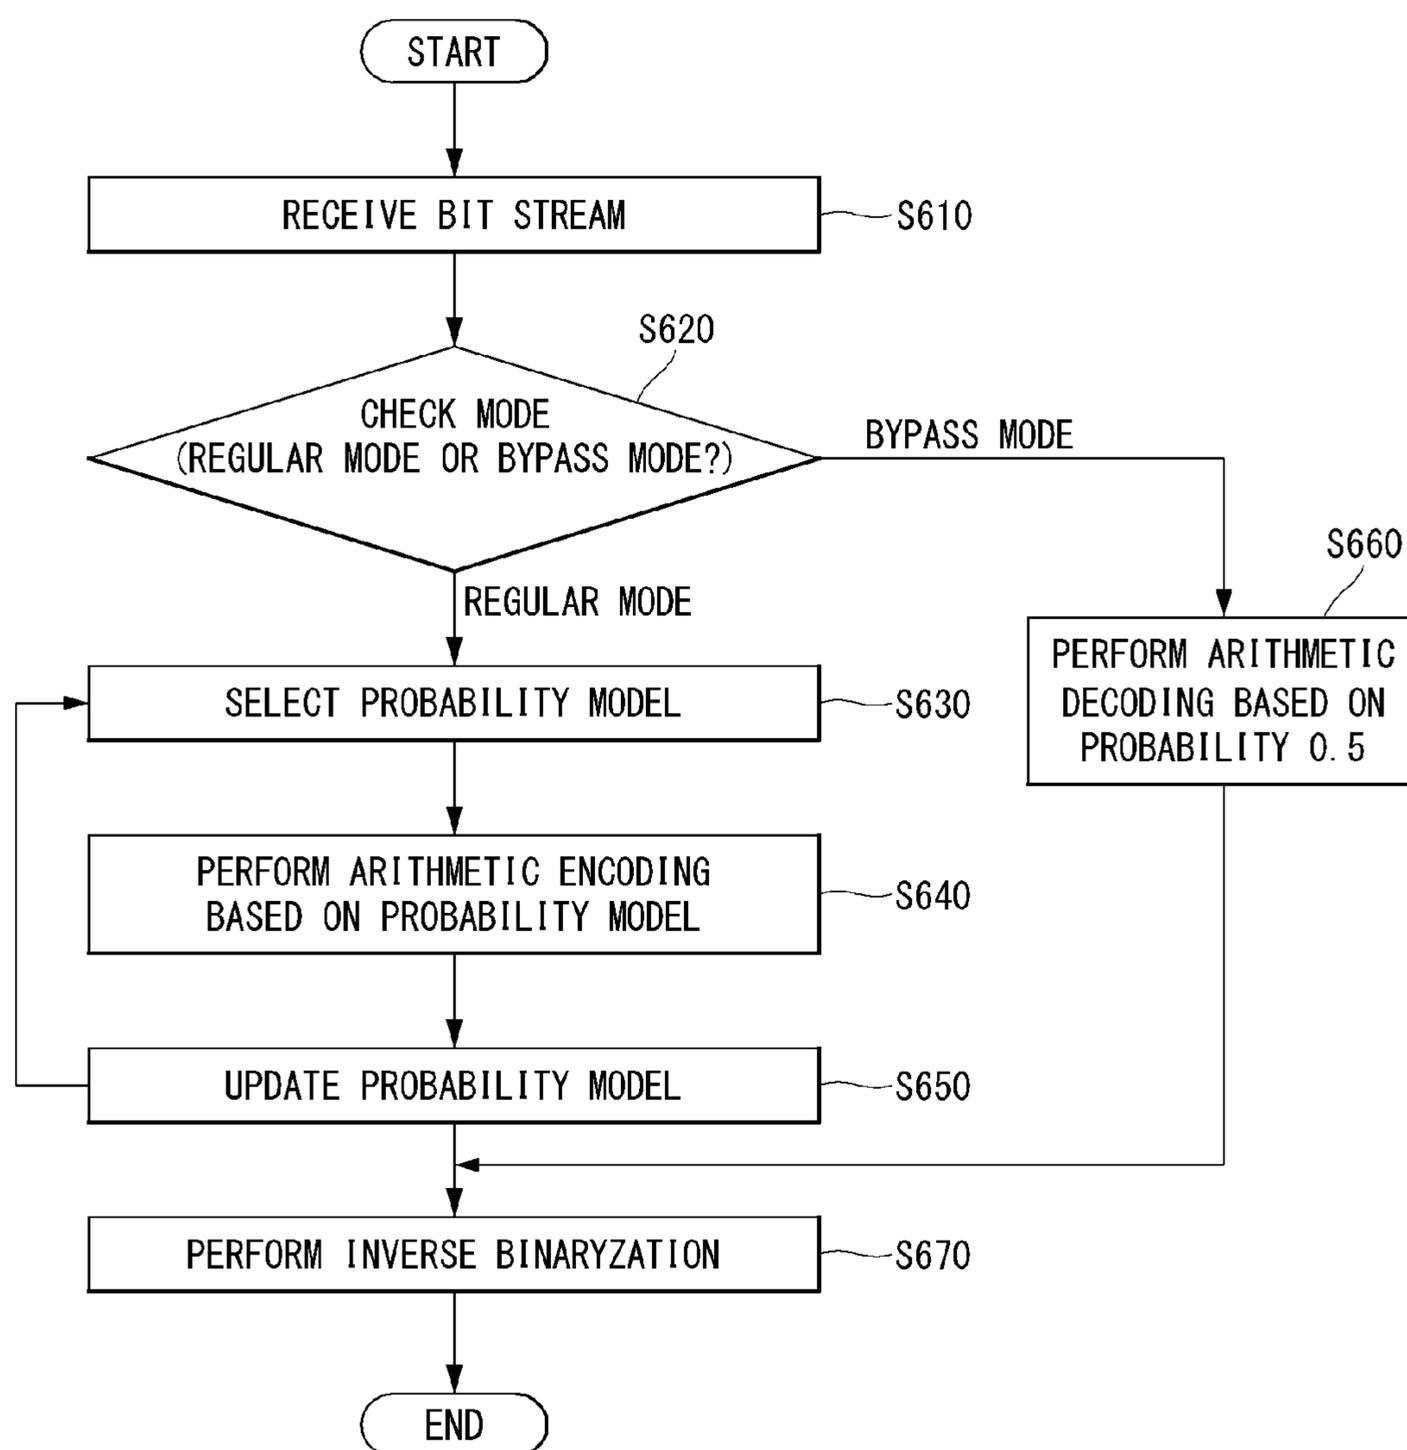 START
RECEIVE BIT STREAM
S610
S620
CHECK MODE
(REGULAR MODE OR BYPASS MODE?)
BYPASS MODE
S660
REGULAR MODE
PERFORM ARITHMETIC
DECODING BASED ON
PROBABILITY 0.5
SELECT PROBABILITY MODEL
S630
PERFORM ARITHMETIC ENCODING
BASED ON PROBABILITY MODEL
S640
UPDATE PROBABILITY MODEL
S650
PERFORM INVERSE BINARYZATION
S670
END